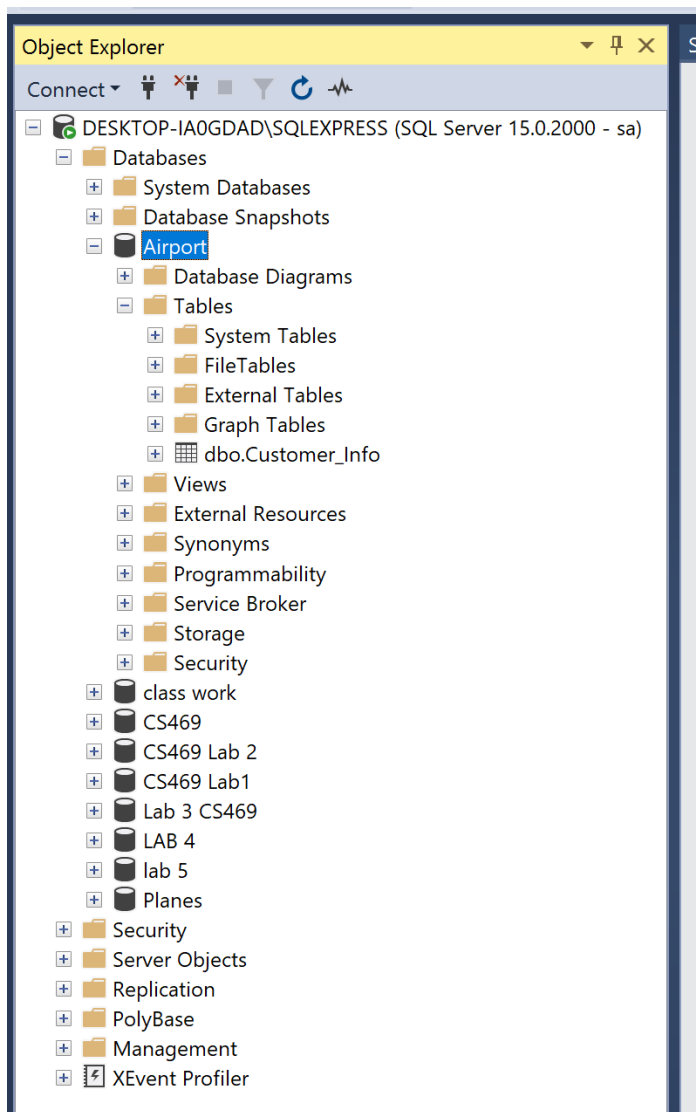 Object Explorer
Connect
DESKTOP-IA0GDAD\SQLEXPRESS (SQL Server 15.0.2000 - sa)
Databases
System Databases
Database Snapshots
Airport
Database Diagrams
Tables
System Tables
FileTables
External Tables
Graph Tables
dbo.Customer_Info
Views
External Resources
Synonyms
Programmability
Service Broker
Storage
Security
class work
CS469
CS469 Lab 2
CS469 Lab1
Lab 3 CS469
LAB 4
lab 5
Planes
Security
Server Objects
Replication
PolyBase
Management
XEvent Profiler